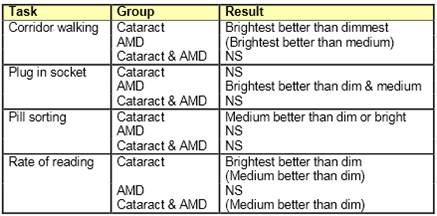 Task Group Result
Corridor walking Cataract Brightest better than dimmest
AMD (Brightest better than medium)
Cataract & AMD NS
Plug in socket Cataract NS
AMD Brightest better than dim & medium
Cataract & AMD NS
Pill sorting Cataract Medium better than dim or bright
AMD NS
Cataract & AMD NS
Rate of reading Cataract Brightest better than dim
(Medium better than dim)
AMD NS
Cataract & AMD (Medium better than dim)